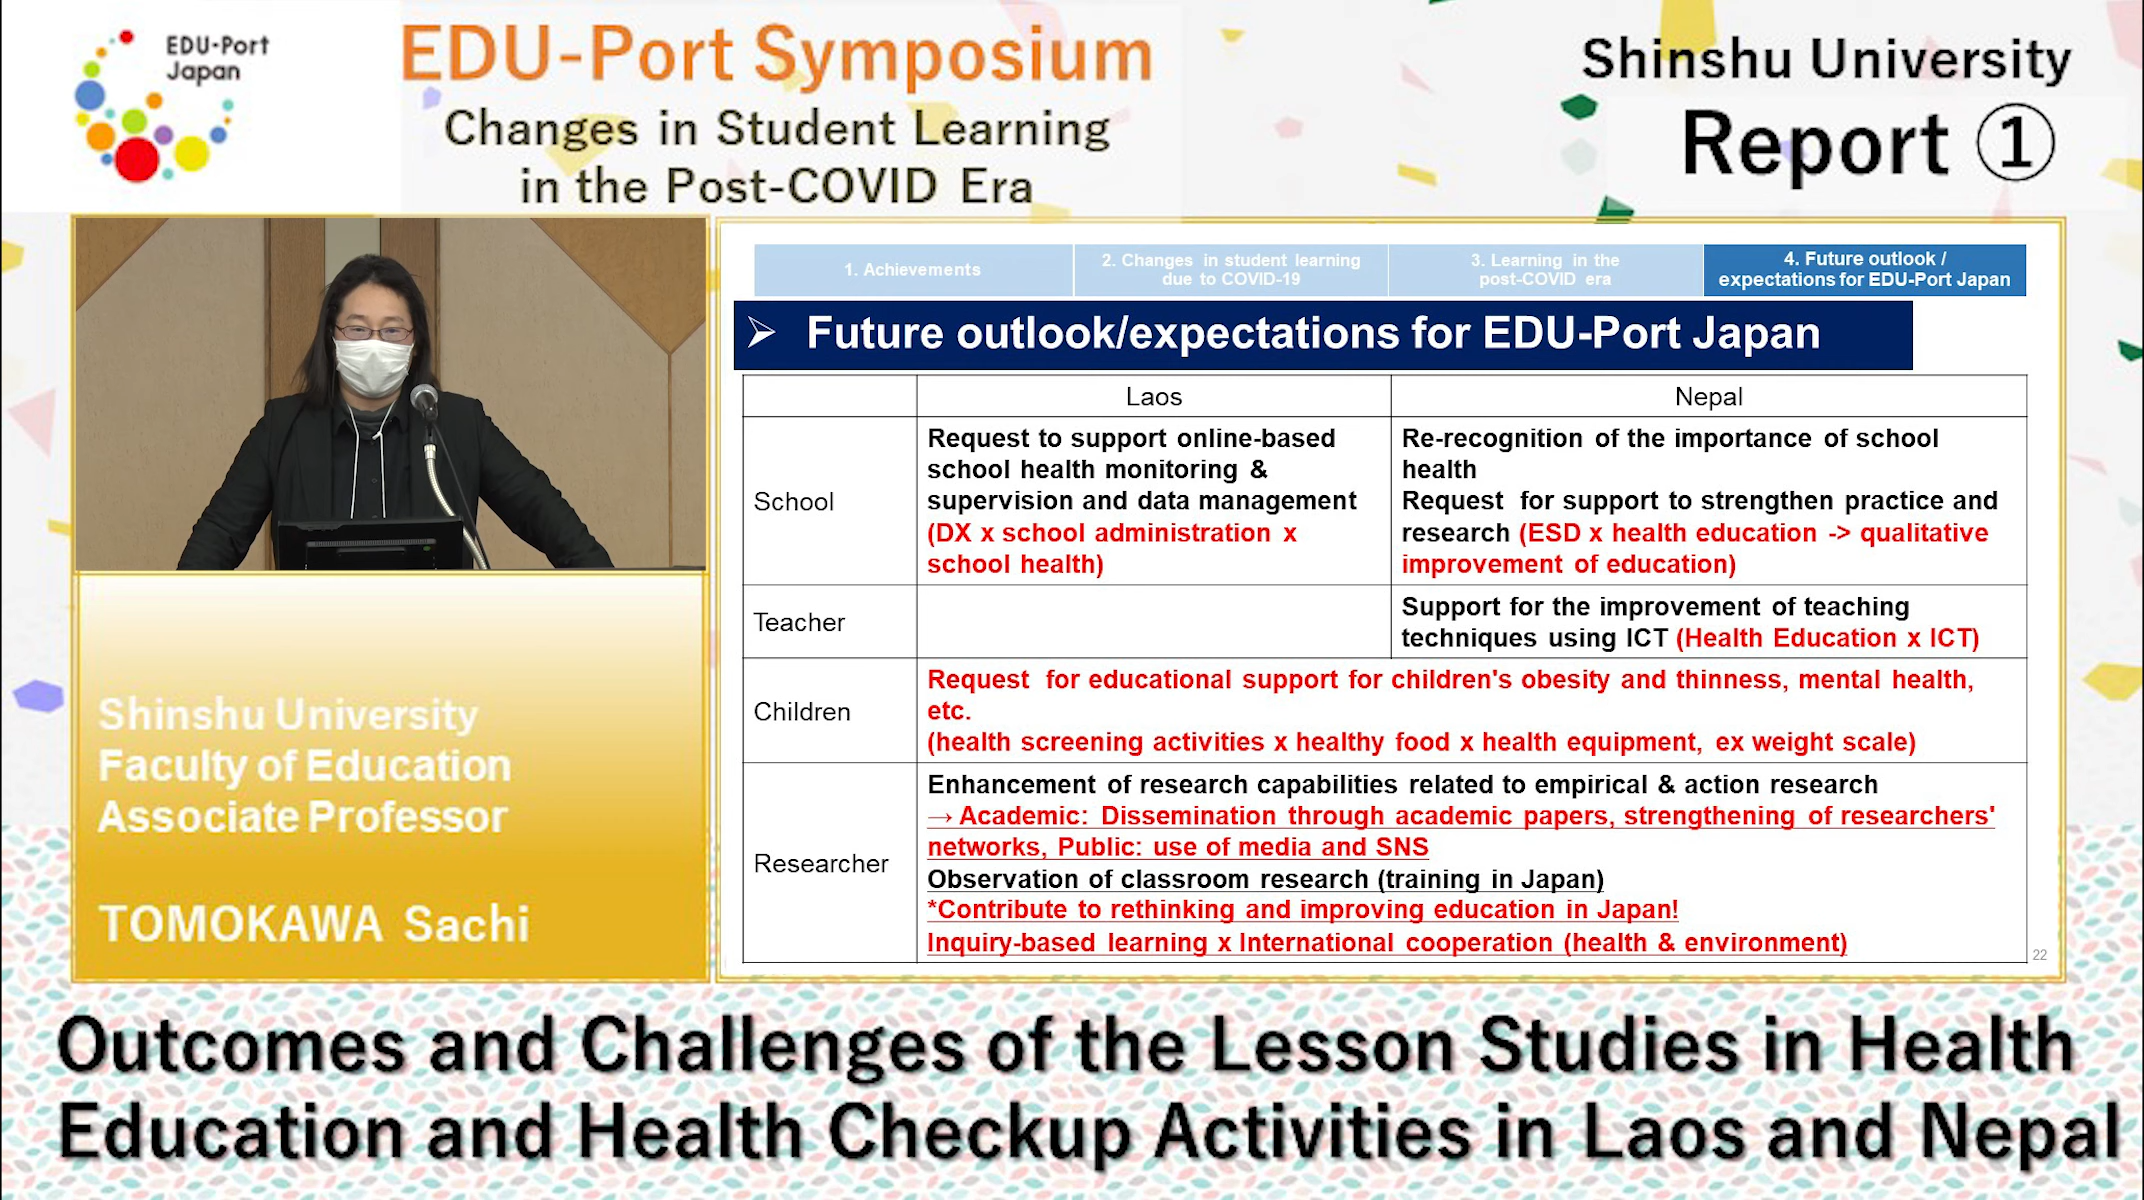 EDU-Port
Japan
EDU-Port Symposium
Changes in Student Learning
in the Post-COVID Era
Shinshu University
Report ①
1. Achievements
2. Changes in student learning
due to COVID-19
3. Learning in the
post-COVID era
4. Future outlook /
expectations for EDU-Port Japan
➢ Future outlook/expectations for EDU-Port Japan
Laos
Nepal
School
Request to support online-based
school health monitoring &
supervision and data management
(DX x school administration x
school health)
Re-recognition of the importance of school
health
Request for support to strengthen practice and
research (ESD x health education -> qualitative
improvement of education)
Teacher
Support for the improvement of teaching
techniques using ICT (Health Education x ICT)
Children
Request for educational support for children's obesity and thinness, mental health,
etc.
(health screening activities x healthy food x health equipment, ex weight scale)
Researcher
Enhancement of research capabilities related to empirical & action research
→ Academic: Dissemination through academic papers, strengthening of researchers'
networks, Public: use of media and SNS
Observation of classroom research (training in Japan)
*Contribute to rethinking and improving education in Japan!
Inquiry-based learning x International cooperation (health & environment)
22
Shinshu University
Faculty of Education
Associate Professor
TOMOKAWA Sachi
Outcomes and Challenges of the Lesson Studies in Health
Education and Health Checkup Activities in Laos and Nepal